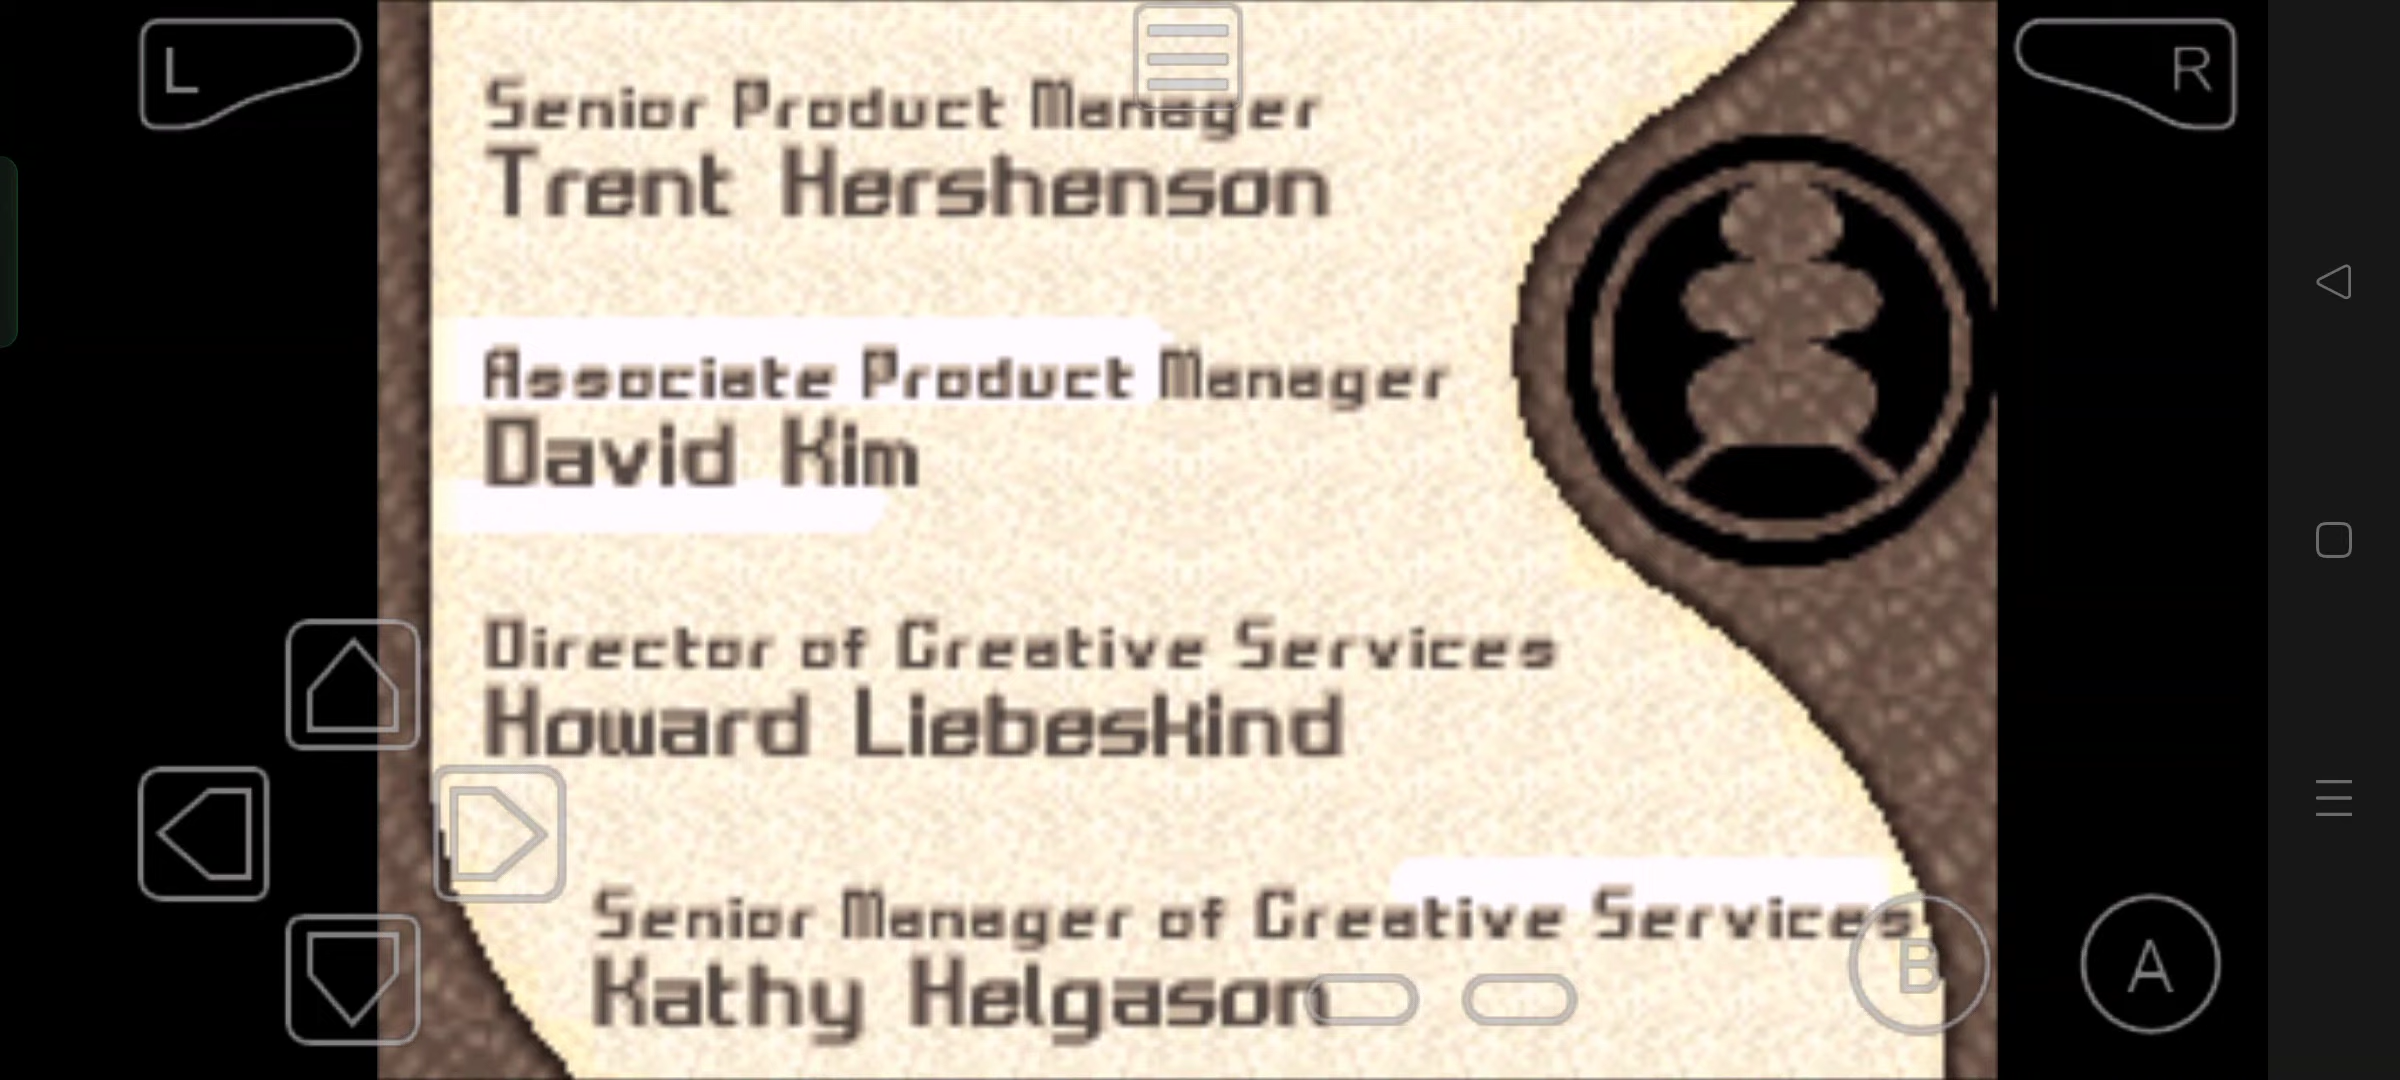 L
R
Senior Product Manager
Trent Hershenson
Associate Product Manager
David Kim
Director of Creative Services
Howard Liebeskind
Senior Manager of Creative Services
Kathy Helgason
B
A